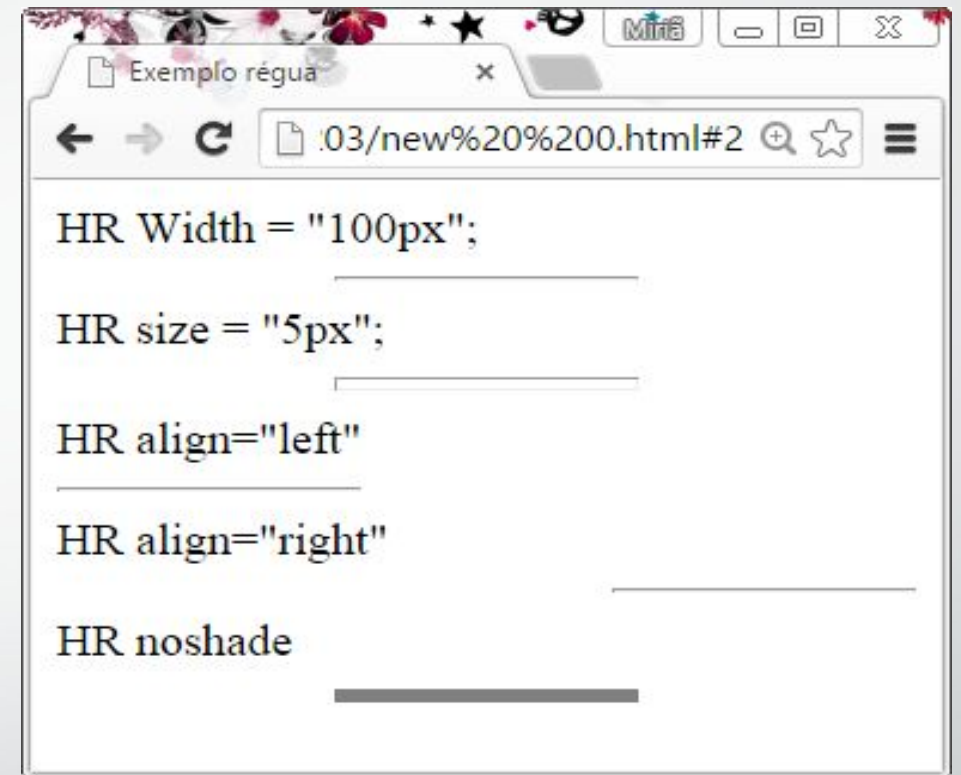 Miriã
Exemplo régua
:03/new%20%200.html#2
HR Width = "100px";
HR size = "5px";
HR align="left"
HR align="right"
HR noshade